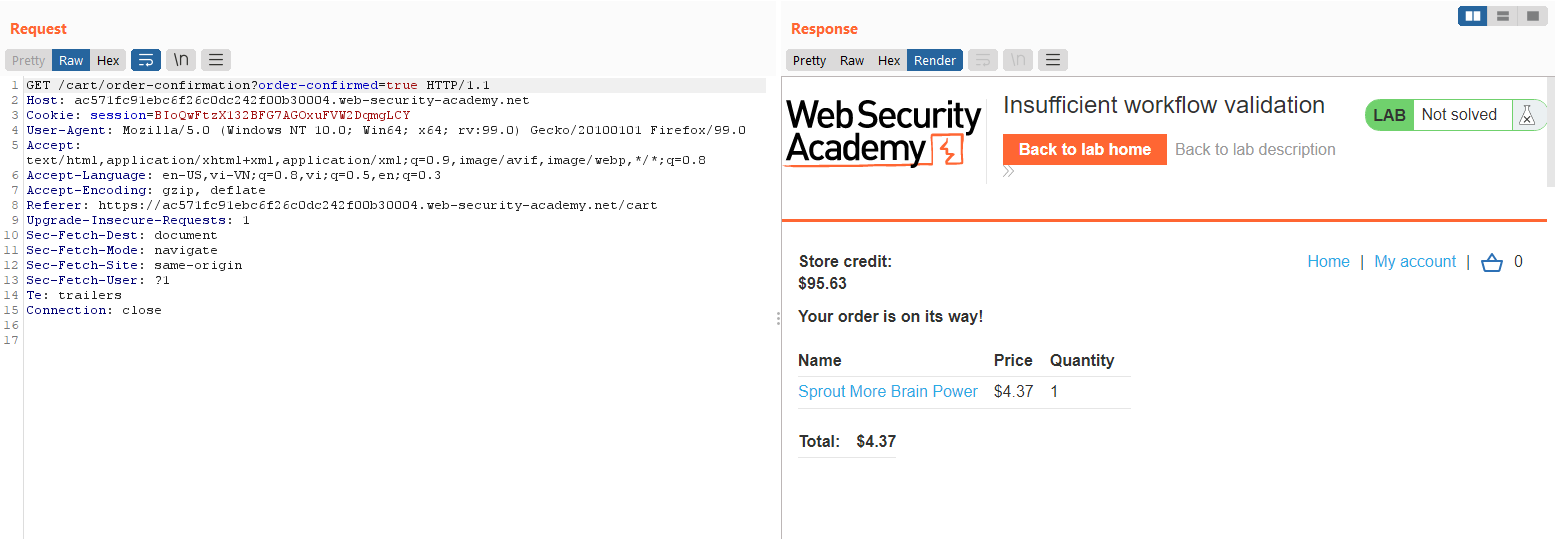 Request
Pretty Raw Hex \n
1 GET /cart/order-confirmation?order-confirmed=true HTTP/1.1
2 Host: ac571fc91ebc6f26c0dc242f00b30004.web-security-academy.net
3 Cookie: session=BIoQwFtzX132BFG7AGOxuFVW2DqmgLCY
4 User-Agent: Mozilla/5.0 (Windows NT 10.0; Win64; x64; rv:99.0) Gecko/20100101 Firefox/99.0
5 Accept:
text/html,application/xhtml+xml,application/xml;q=0.9,image/avif,image/webp,*/*;q=0.8
6 Accept-Language: en-US,vi-VN;q=0.8,vi;q=0.5,en;q=0.3
7 Accept-Encoding: gzip, deflate
8 Referer: https://ac571fc91ebc6f26c0dc242f00b30004.web-security-academy.net/cart
9 Upgrade-Insecure-Requests: 1
10 Sec-Fetch-Dest: document
11 Sec-Fetch-Mode: navigate
12 Sec-Fetch-Site: same-origin
13 Sec-Fetch-User: ?1
14 Te: trailers
15 Connection: close
16
17
Response
Pretty Raw Hex Render \n
Web Security
Academy
Insufficient workflow validation
LAB Not solved
Back to lab home Back to lab description
Store credit:
$95.63
Home | My account | 0
Your order is on its way!
Name Price Quantity
Sprout More Brain Power $4.37 1
Total: $4.37